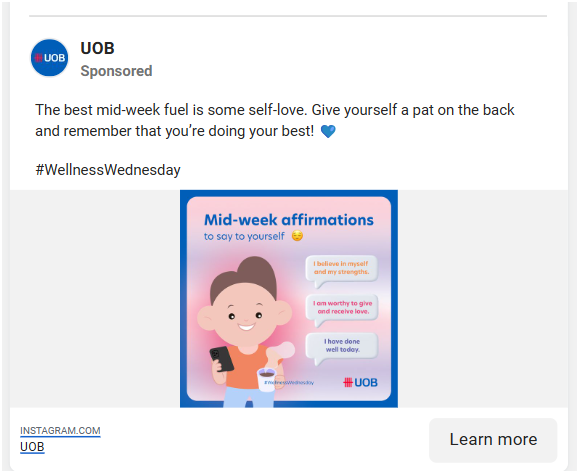 UOB
UOB
Sponsored
The best mid-week fuel is some self-love. Give yourself a pat on the back
and remember that you’re doing your best! 💙
#WellnessWednesday
Mid-week affirmations
to say to yourself 😊
I believe in myself
and my strengths.
I am worthy to give
and receive love.
I have done
well today.
#WellnessWednesday
UOB
INSTAGRAM.COM
UOB
Learn more